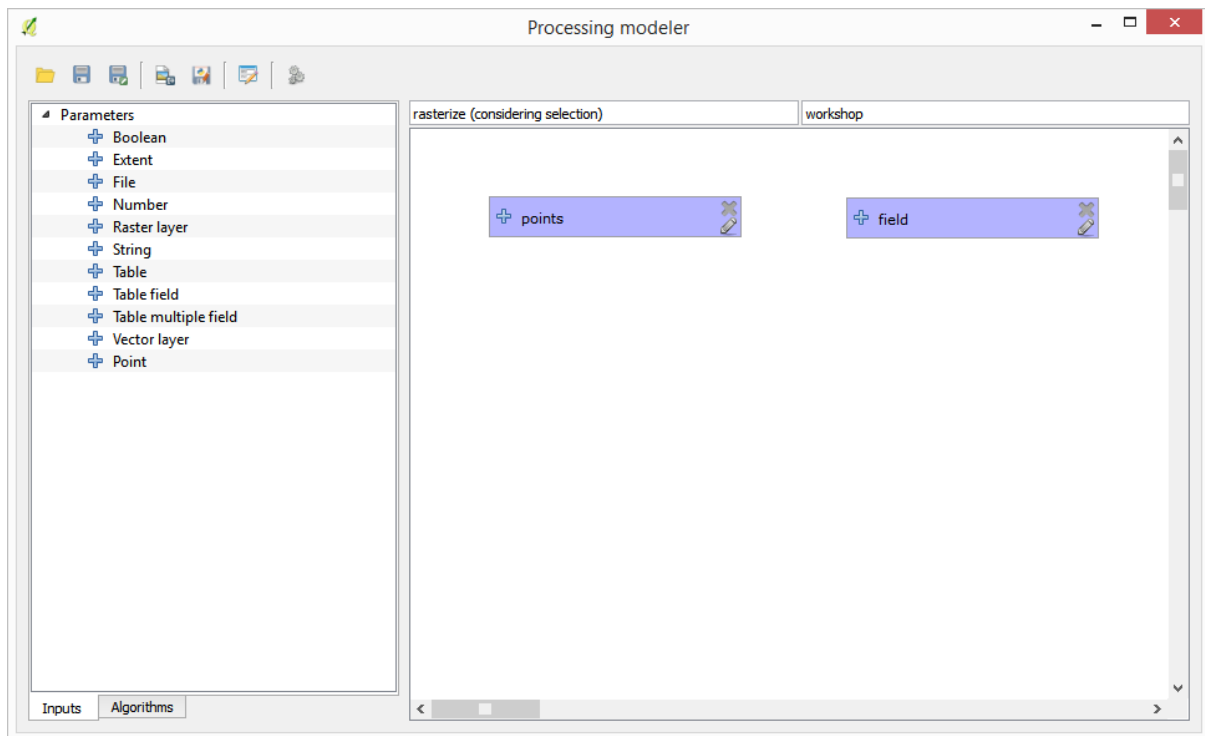 Processing modeler
Parameters
Boolean
Extent
File
Number
Raster layer
String
Table
Table field
Table multiple field
Vector layer
Point
Inputs Algorithms
rasterize (considering selection) workshop
points field